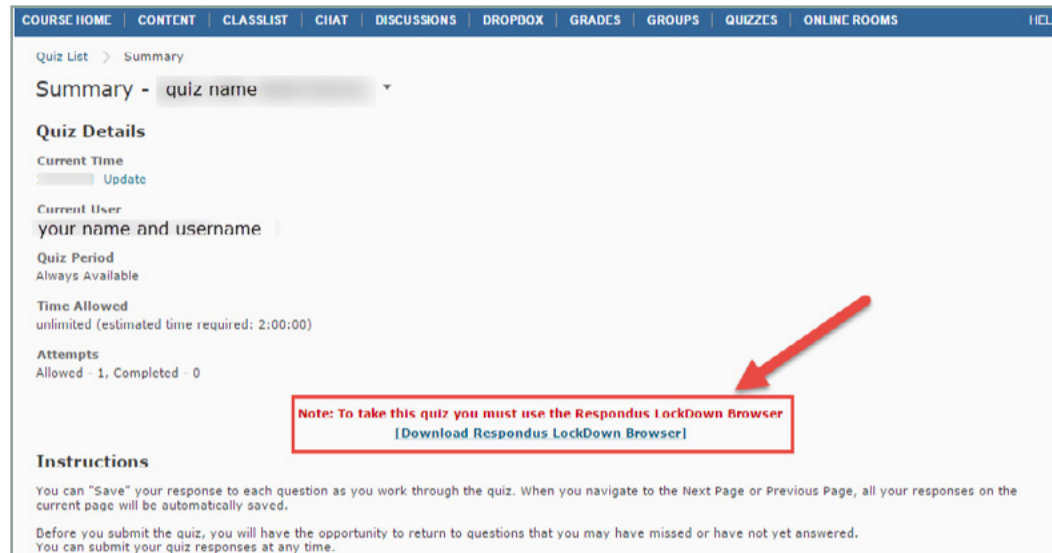 COURSE HOME | CONTENT | CLASSLIST | CHAT | DISCUSSIONS | DROPBOX | GRADES | GROUPS | QUIZZES | ONLINE ROOMS HEL
Quiz List > Summary
Summary - quiz name
Quiz Details
Current Time
Update
Current User
your name and username
Quiz Period
Always Available
Time Allowed
unlimited (estimated time required: 2:00:00)
Attempts
Allowed - 1, Completed - 0
Note: To take this quiz you must use the Respondus LockDown Browser
[Download Respondus LockDown Browser]
Instructions
You can "Save" your response to each question as you work through the quiz. When you navigate to the Next Page or Previous Page, all your responses on the
current page will be automatically saved.
Before you submit the quiz, you will have the opportunity to return to questions that you may have missed or have not yet answered.
You can submit your quiz responses at any time.